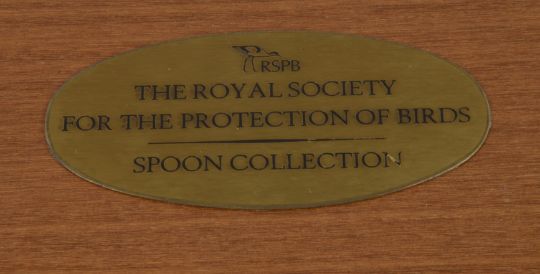 RSPB
THE ROYAL SOCIETY
FOR THE PROTECTION OF BIRDS
SPOON COLLECTION